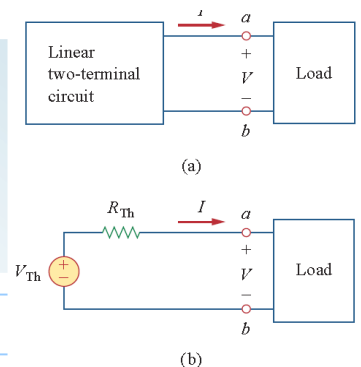 I a
+
Linear
two-terminal
circuit
V
Load
−
b
(a)
R_Th I a
+
V_Th
+
−
V
Load
−
b
(b)